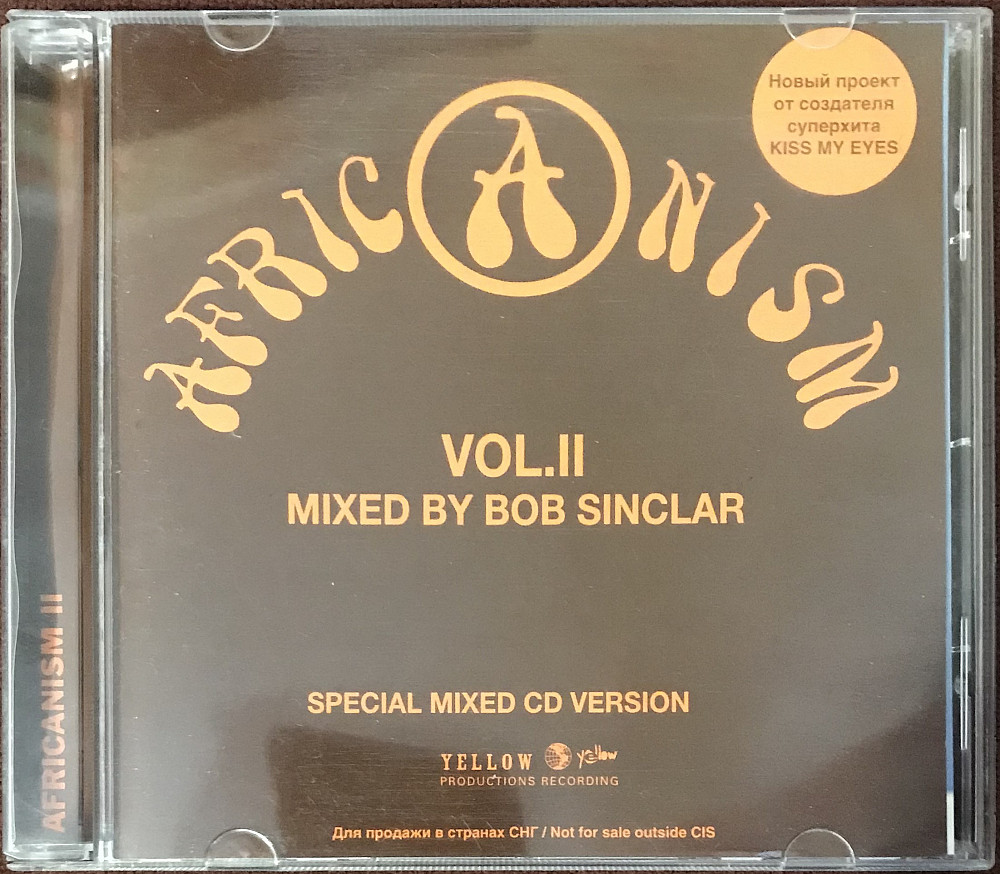 Новый проект
от создателя
суперхита
KISS MY EYES
AFRICANISM
VOL.II
MIXED BY BOB SINCLAR
SPECIAL MIXED CD VERSION
YELLOW yellow
PRODUCTIONS RECORDING
Для продажи в странах СНГ / Not for sale outside CIS
AFRICANISM II